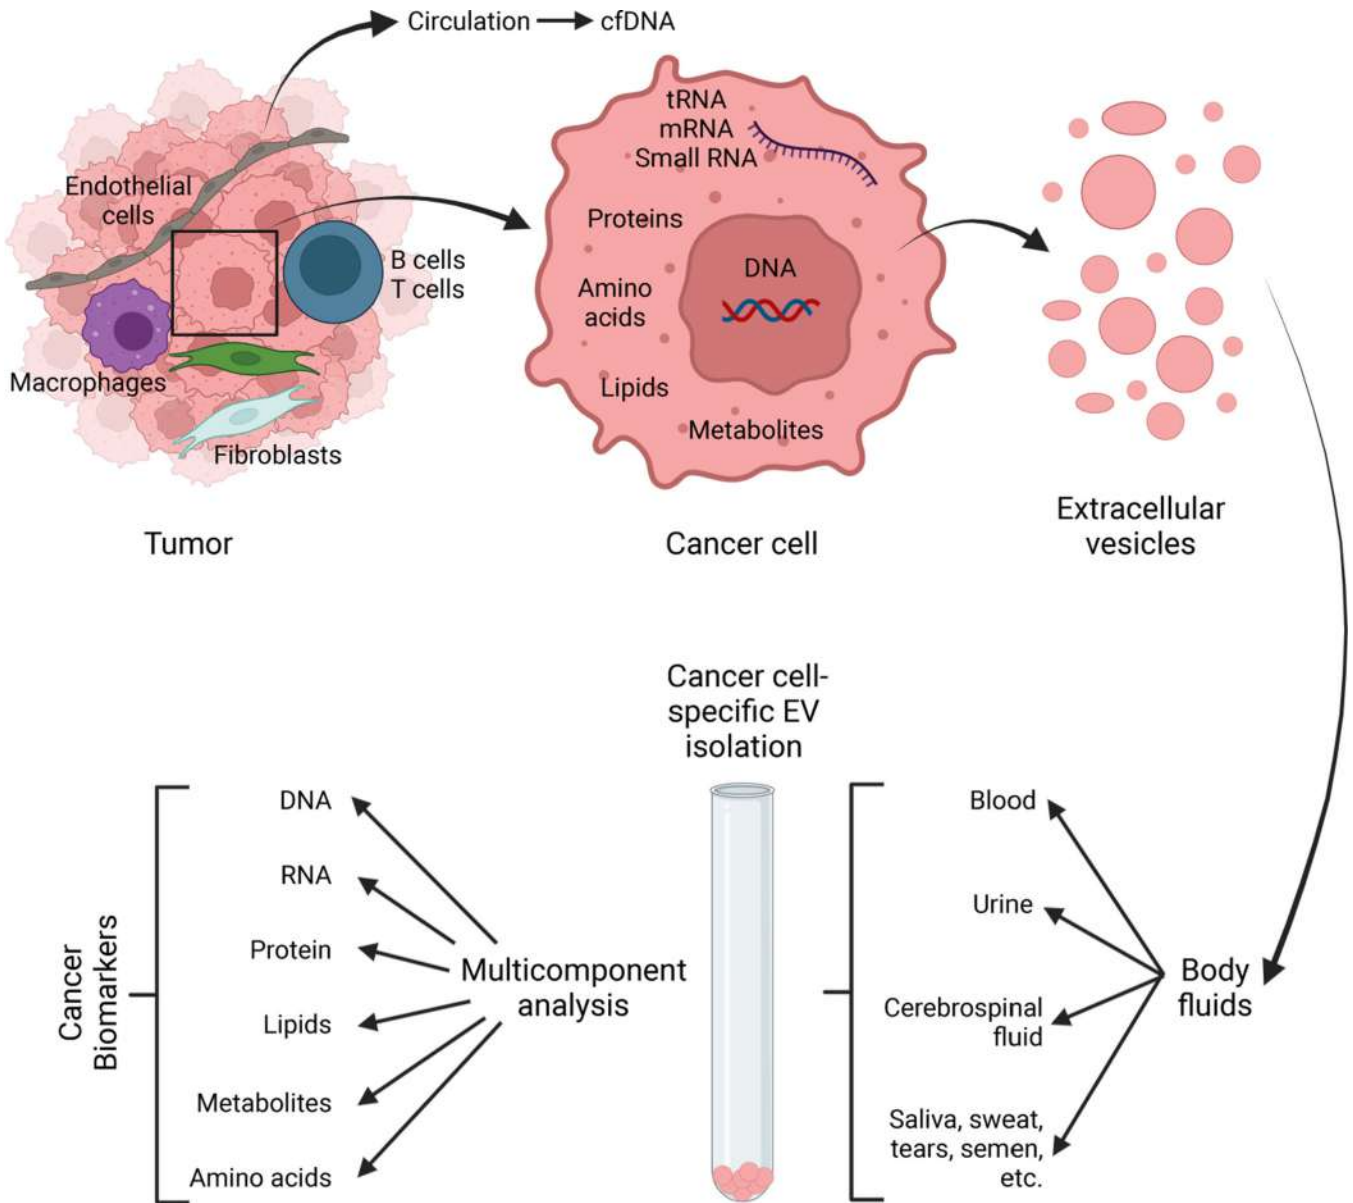 Circulation
cfDNA
Endothelial
cells
B cells
T cells
Macrophages
Fibroblasts
Tumor
tRNA
mRNA
Small RNA
Proteins
DNA
Amino
acids
Lipids
Metabolites
Cancer cell
Extracellular
vesicles
Cancer cell-
specific EV
isolation
Body
fluids
Blood
Urine
Cerebrospinal
fluid
Saliva, sweat,
tears, semen,
etc.
Multicomponent
analysis
DNA
RNA
Protein
Lipids
Metabolites
Amino acids
Cancer
Biomarkers